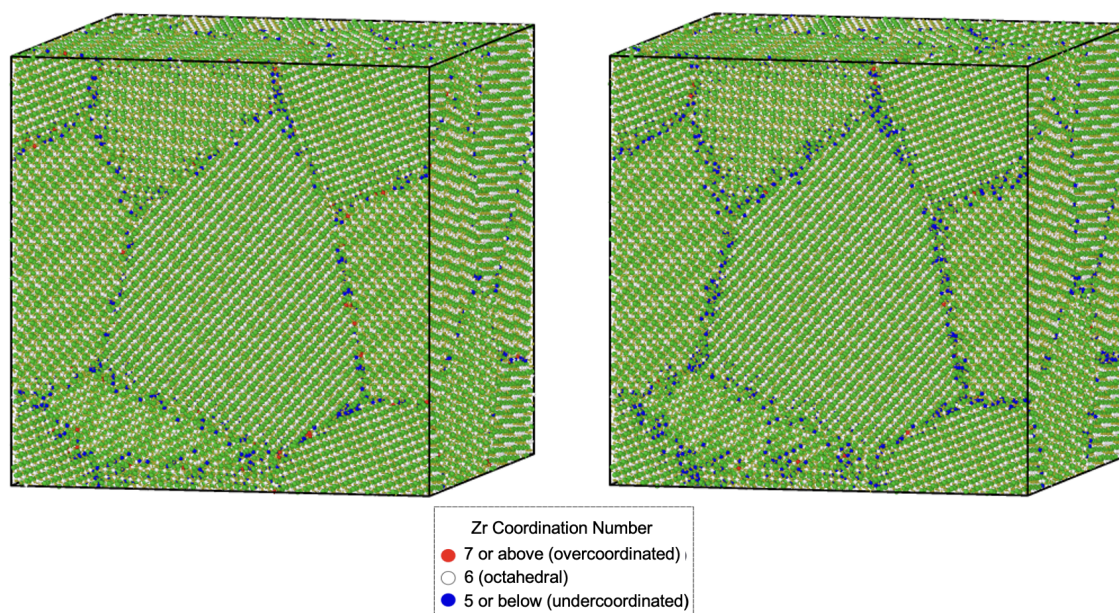 Zr Coordination Number
7 or above (overcoordinated)
6 (octahedral)
5 or below (undercoordinated)